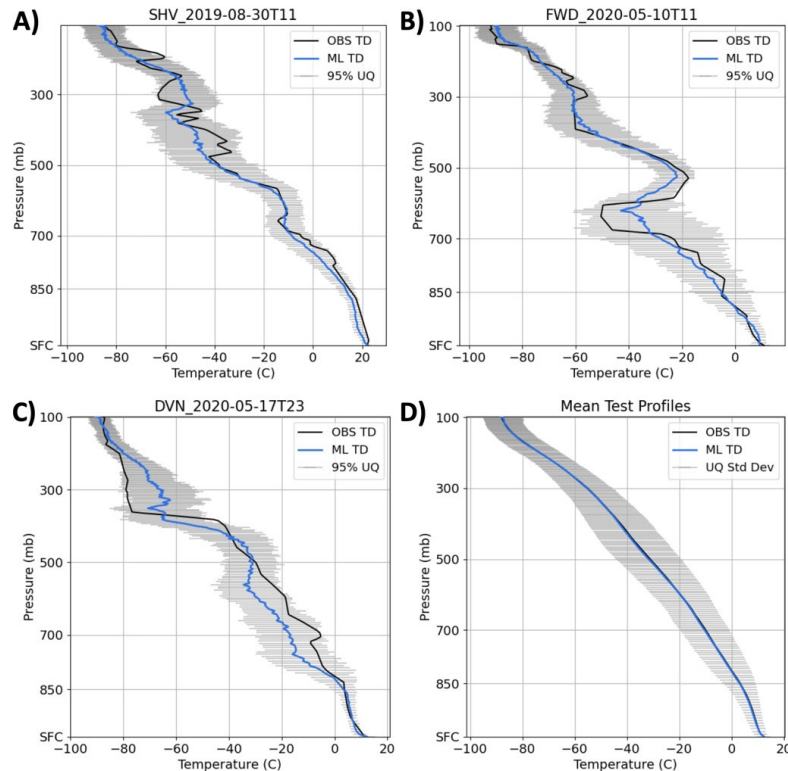 A)
SHV_2019-08-30T11
100
300
500
700
850
SFC
Pressure (mb)
OBS TD
ML TD
95% UQ
−100 −80 −60 −40 −20 0 20
Temperature (C)
B)
FWD_2020-05-10T11
100
300
500
700
850
SFC
Pressure (mb)
OBS TD
ML TD
95% UQ
−100 −80 −60 −40 −20 0 20
Temperature (C)
C)
DVN_2020-05-17T23
100
300
500
700
850
SFC
Pressure (mb)
OBS TD
ML TD
95% UQ
−100 −80 −60 −40 −20 0 20
Temperature (C)
D)
Mean Test Profiles
100
300
500
700
850
SFC
Pressure (mb)
OBS TD
ML TD
UQ Std Dev
−100 −80 −60 −40 −20 0 20
Temperature (C)